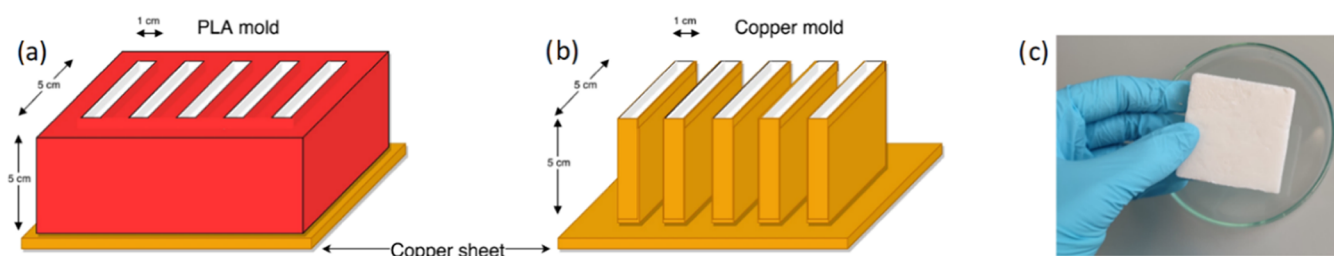 (a)
1 cm
PLA mold
5 cm
5 cm
(b)
1 cm
Copper mold
5 cm
5 cm
Copper sheet
(c)